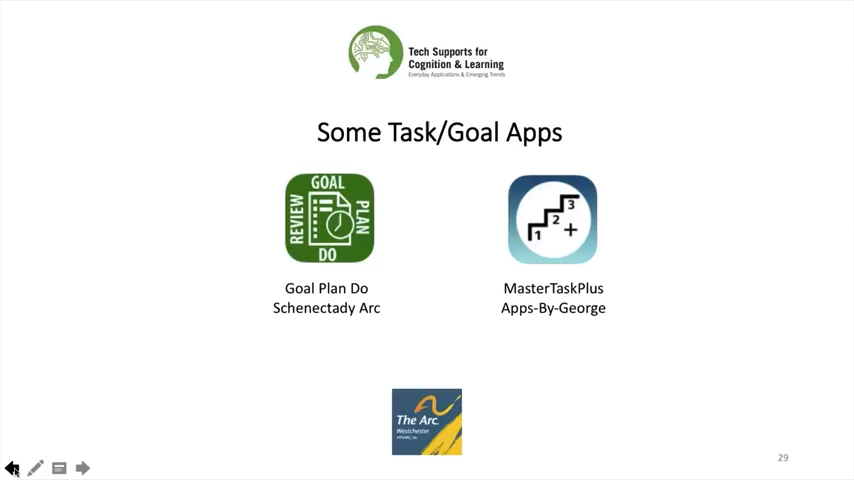 Tech Supports for
Cognition & Learning
Everyday Applications & Emerging Trends
Some Task/Goal Apps
GOAL
REVIEW
PLAN
DO
1
2
3
+
Goal Plan Do
Schenectady Arc
MasterTaskPlus
Apps-By-George
The Arc.
Westchester
29